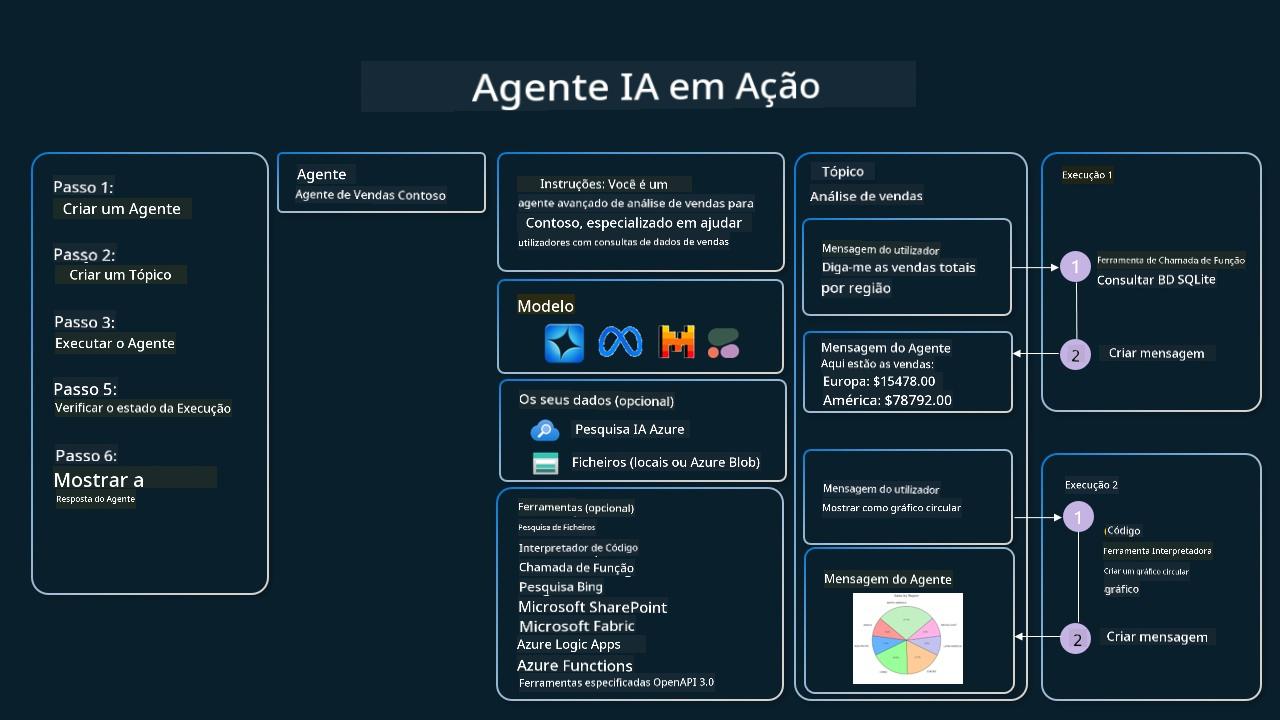 Agente IA em Ação
Passo 1:
Criar um Agente
Passo 2:
Criar um Tópico
Passo 3:
Executar o Agente
Passo 5:
Verificar o estado da Execução
Passo 6:
Mostrar a
Resposta do Agente
Agente
Agente de Vendas Contoso
Instruções: Você é um
agente avançado de análise de vendas para
Contoso, especializado em ajudar
utilizadores com consultas de dados de vendas
Modelo
Os seus dados (opcional)
Pesquisa IA Azure
Ficheiros (locais ou Azure Blob)
Ferramentas (opcional)
Pesquisa de Ficheiros
Interpretador de Código
Chamada de Função
Pesquisa Bing
Microsoft SharePoint
Microsoft Fabric
Azure Logic Apps
Azure Functions
Ferramentas especificadas OpenAPI 3.0
Tópico
Análise de vendas
Mensagem do utilizador
Diga-me as vendas totais
por região
Mensagem do Agente
Aqui estão as vendas:
Europa: $15478.00
América: $78792.00
Mensagem do utilizador
Mostrar como gráfico circular
Mensagem do Agente
Execução 1
1
Ferramenta de Chamada de Função
Consultar BD SQLite
2
Criar mensagem
Execução 2
1
(Código
Ferramenta Interpretadora
Criar um gráfico circular
gráfico
2
Criar mensagem